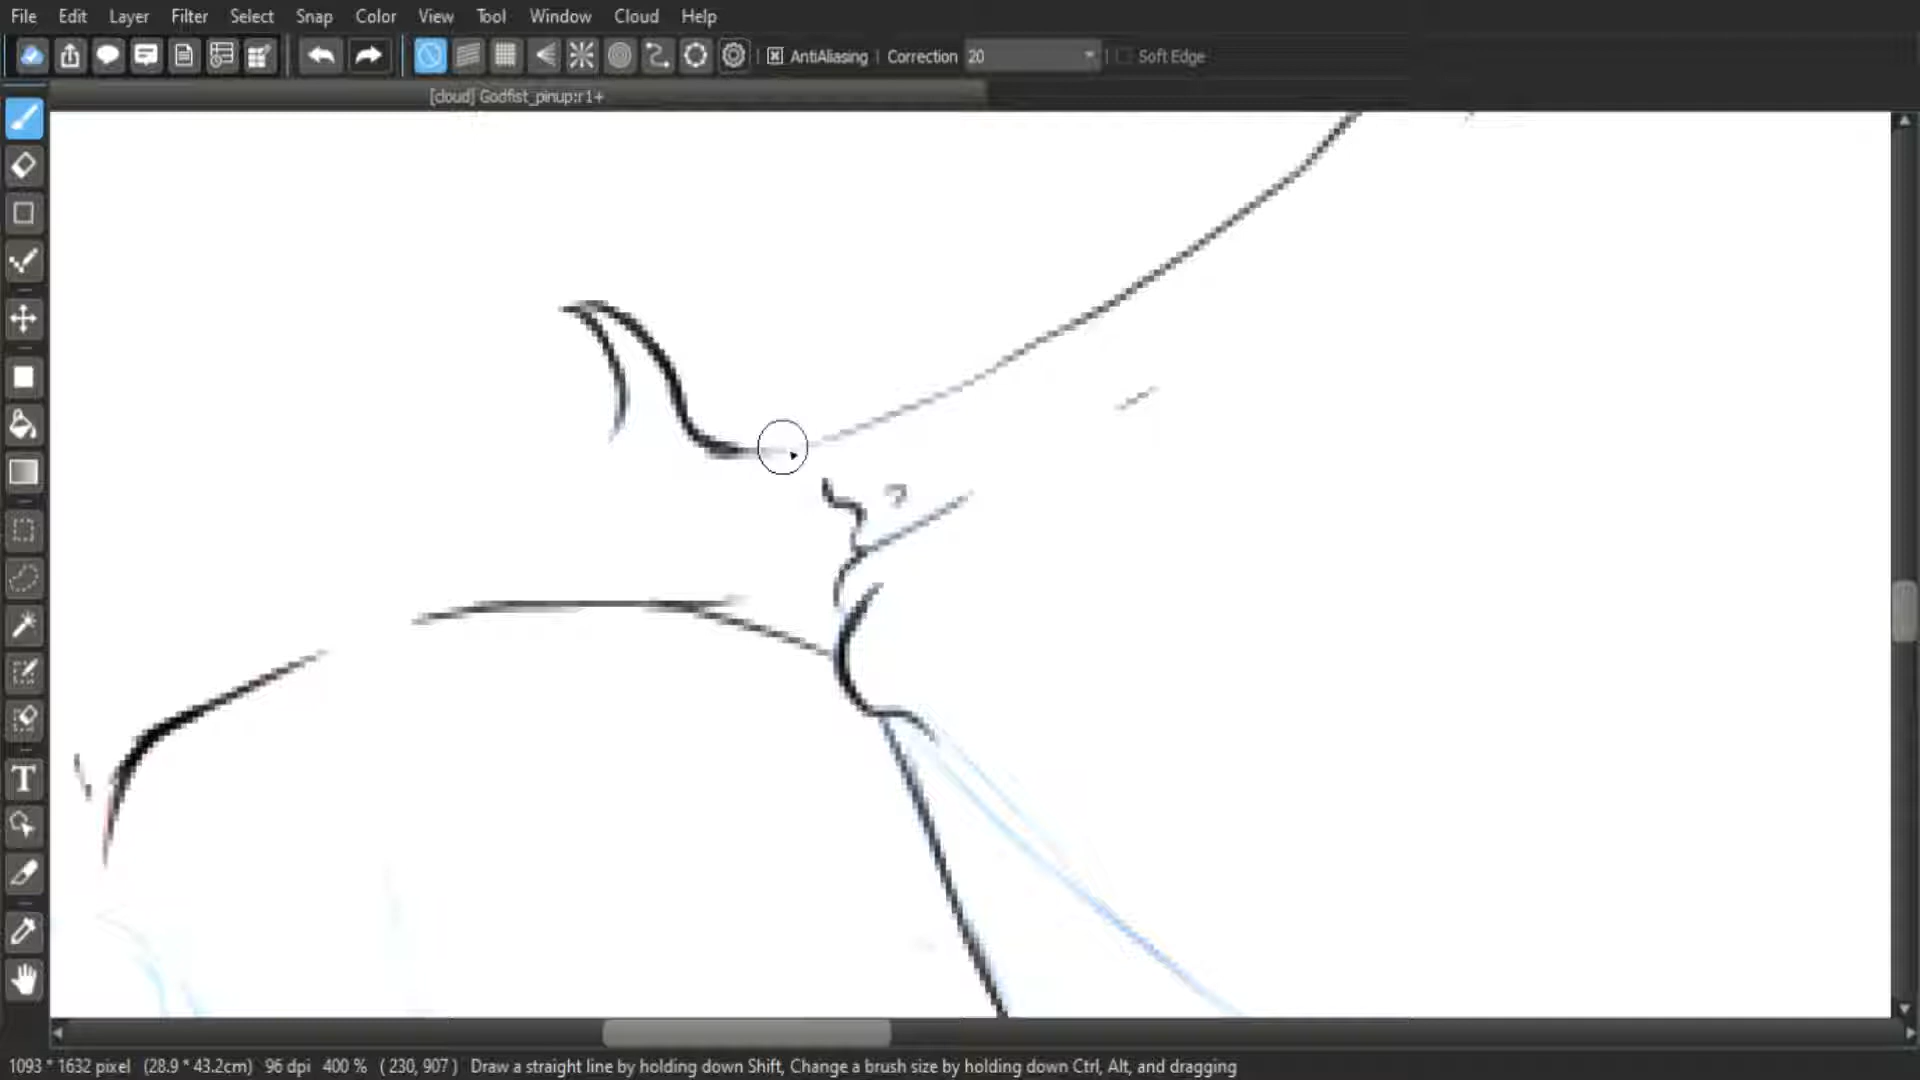 File Edit Layer Filter Select Snap Color View Tool Window Cloud Help
AntiAliasing Correction 20 Soft Edge
[cloud] Godfist_pinup:r1+
T
1093 * 1632 pixel (28.9 * 43.2cm) 96 dpi 400 % ( 230, 907 ) Draw a straight line by holding down Shift, Change a brush size by holding down Ctrl, Alt, and dragging